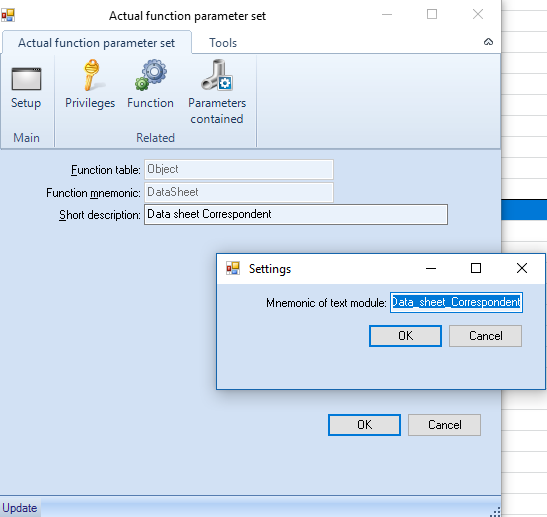 Actual function parameter set
Actual function parameter set Tools
Setup Privileges Function Parameters contained
Main Related
Function table: Object
Function mnemonic: DataSheet
Short description: Data sheet Correspondent
Settings
Mnemonic of text module: Data_sheet_Correspondent
OK Cancel
OK Cancel
Update